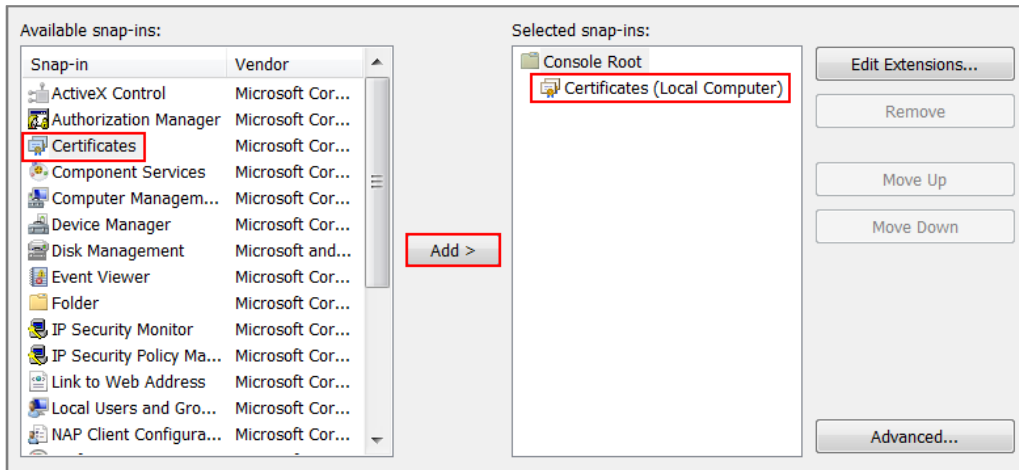 Available snap-ins:
Selected snap-ins:
Snap-in Vendor
ActiveX Control Microsoft Cor...
Authorization Manager Microsoft Cor...
Certificates Microsoft Cor...
Component Services Microsoft Cor...
Computer Managem... Microsoft Cor...
Device Manager Microsoft Cor...
Disk Management Microsoft and...
Event Viewer Microsoft Cor...
Folder Microsoft Cor...
IP Security Monitor Microsoft Cor...
IP Security Policy Ma... Microsoft Cor...
Link to Web Address Microsoft Cor...
Local Users and Gro... Microsoft Cor...
NAP Client Configura... Microsoft Cor...
Add >
Console Root
Certificates (Local Computer)
Edit Extensions...
Remove
Move Up
Move Down
Advanced...